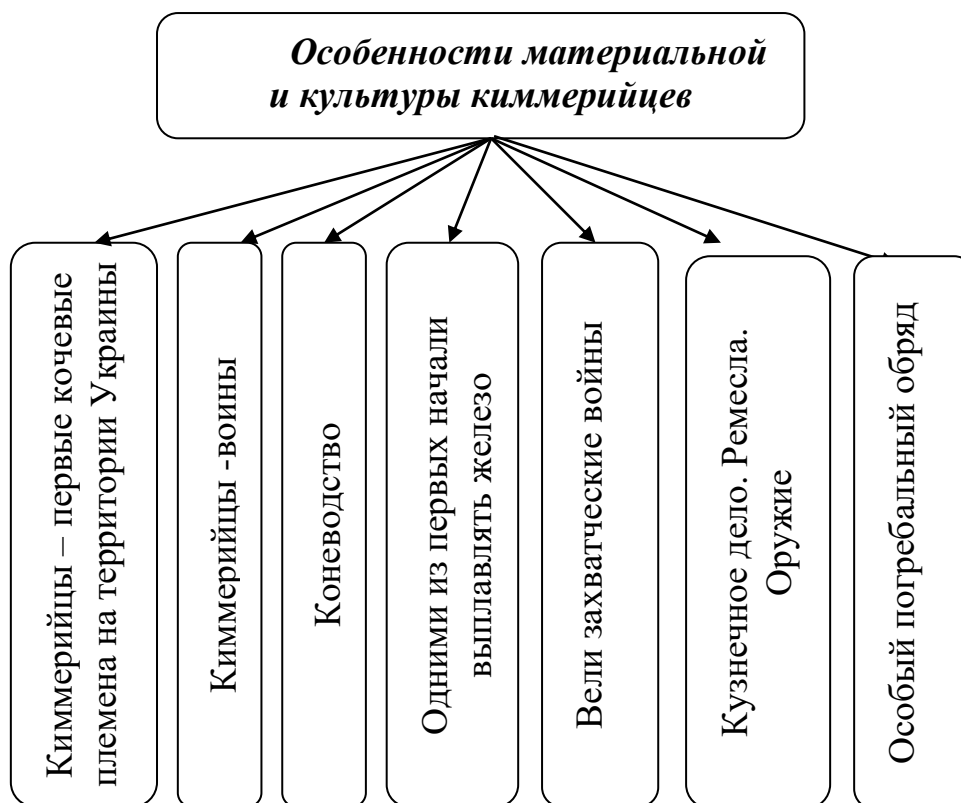 Особенности материальной
и культуры киммерийцев
Киммерийцы – первые кочевые
племена на территории Украины
Киммерийцы -воины
Коневодство
Одними из первых начали
выплавлять железо
Вели захватческие войны
Кузнечное дело. Ремесла.
Оружие
Особый погребальный обряд